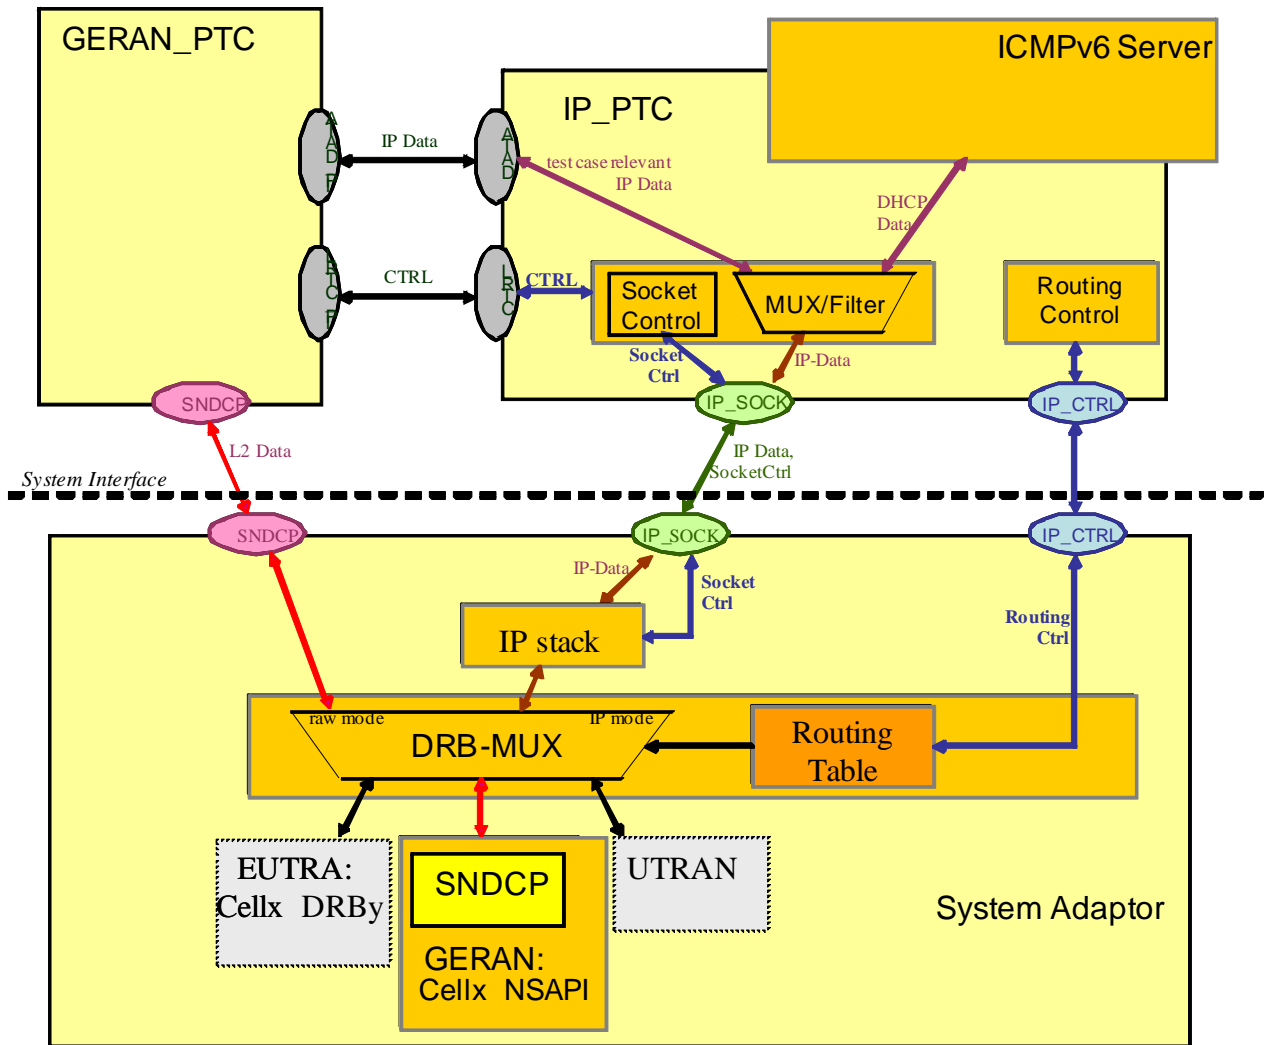 GERAN_PTC
ICMPv6 Server
IP_PTC
IP Data
test case relevant
IP Data
DHCP
Data
CTRL
CTRL
Socket
Control
MUX/Filter
Routing
Control
Socket
Ctrl
IP-Data
SNDCP
IP_SOCK
IP_CTRL
L2 Data
IP Data,
SocketCtrl
System Interface
SNDCP
IP_SOCK
IP_CTRL
IP-Data
Socket
Ctrl
IP stack
Routing
Ctrl
raw mode
IP mode
DRB-MUX
Routing
Table
EUTRA:
Cellx DRBy
SNDCP
UTRAN
GERAN:
Cellx NSAPI
System Adaptor